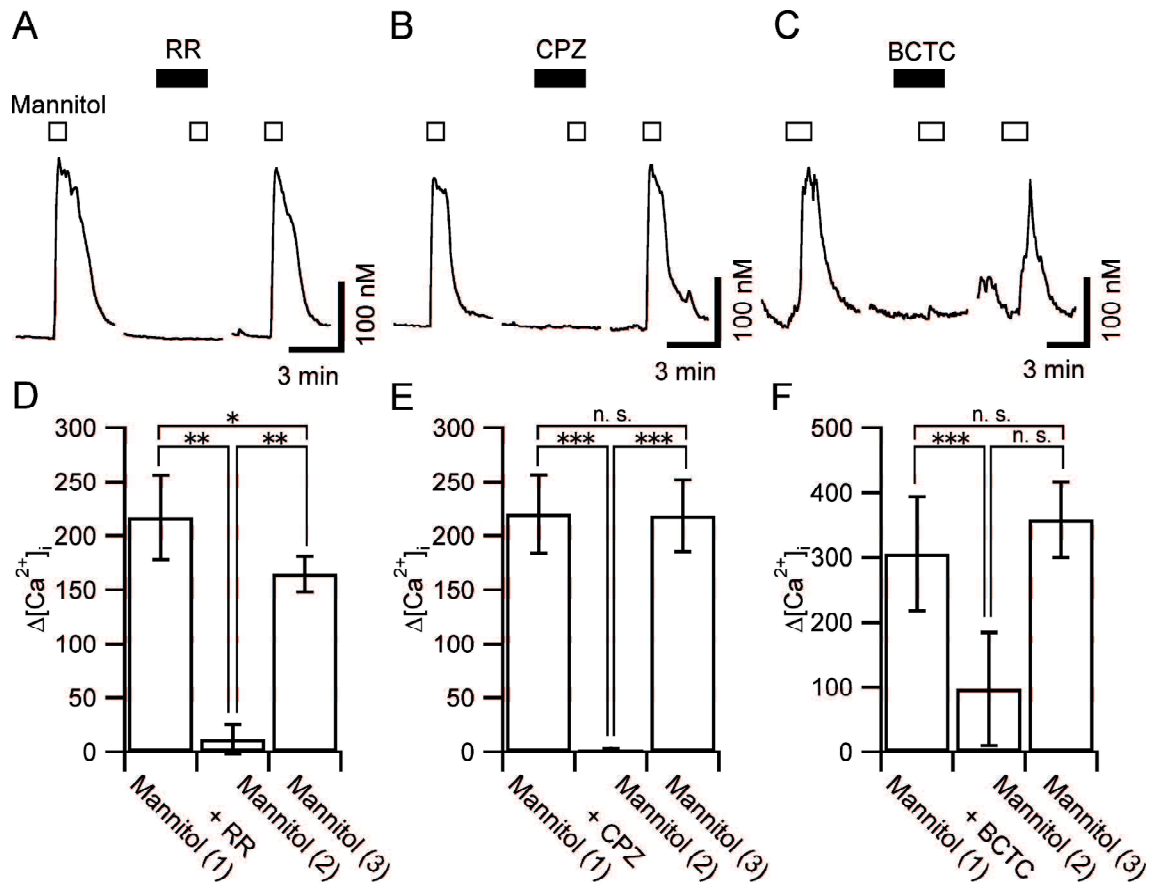 A B C
RR CPZ BCTC
Mannitol
100 nM 100 nM 100 nM
3 min 3 min 3 min
D
Δ[Ca²⁺]ᵢ
300
250
200
150
100
50
0
*
** **
Mannitol (1)
+ RR
Mannitol (2)
Mannitol (3)
E
Δ[Ca²⁺]ᵢ
300
250
200
150
100
50
0
n. s.
*** ***
Mannitol (1)
+ CPZ
Mannitol (2)
Mannitol (3)
F
Δ[Ca²⁺]ᵢ
500
400
300
200
100
0
n. s.
*** n. s.
Mannitol (1)
+ BCTC
Mannitol (2)
Mannitol (3)